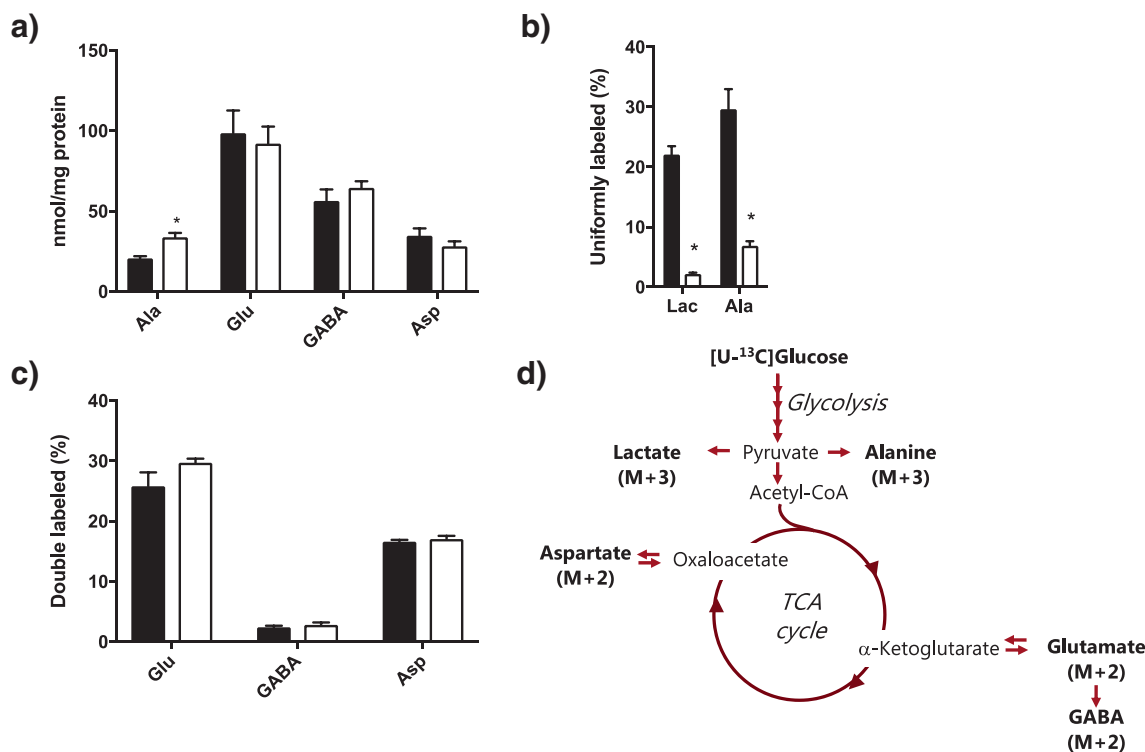 a)
nmol/mg protein
150
100
50
0
*
Ala
Glu
GABA
Asp
b)
Uniformly labeled (%)
40
30
20
10
0
*
*
Lac
Ala
c)
Double labeled (%)
40
30
20
10
0
Glu
GABA
Asp
d)
[U-¹³C]Glucose
Glycolysis
Lactate
(M+3)
Pyruvate
Alanine
(M+3)
Acetyl-CoA
Aspartate
(M+2)
Oxaloacetate
TCA
cycle
α-Ketoglutarate
Glutamate
(M+2)
GABA
(M+2)